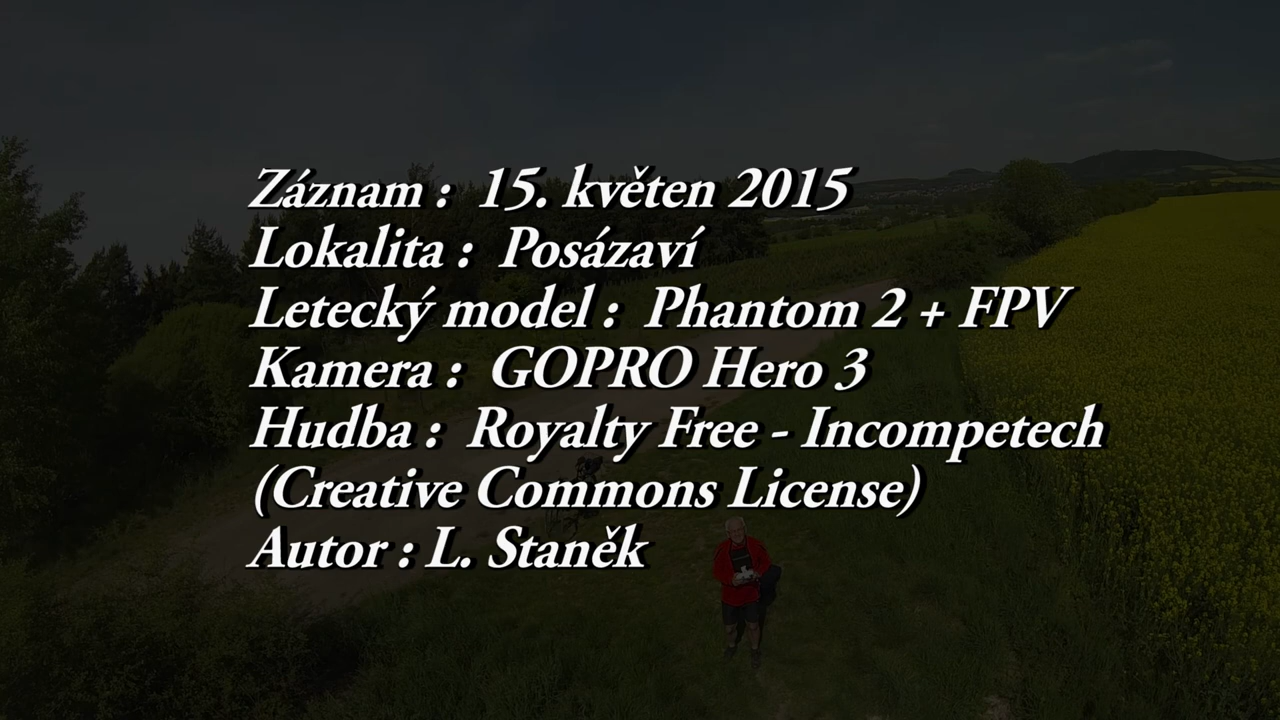 Záznam : 15. květen 2015
Lokalita : Posázaví
Letecký model : Phantom 2 + FPV
Kamera : GOPRO Hero 3
Hudba : Royalty Free - Incompetech
(Creative Commons License)
Autor : L. Staněk